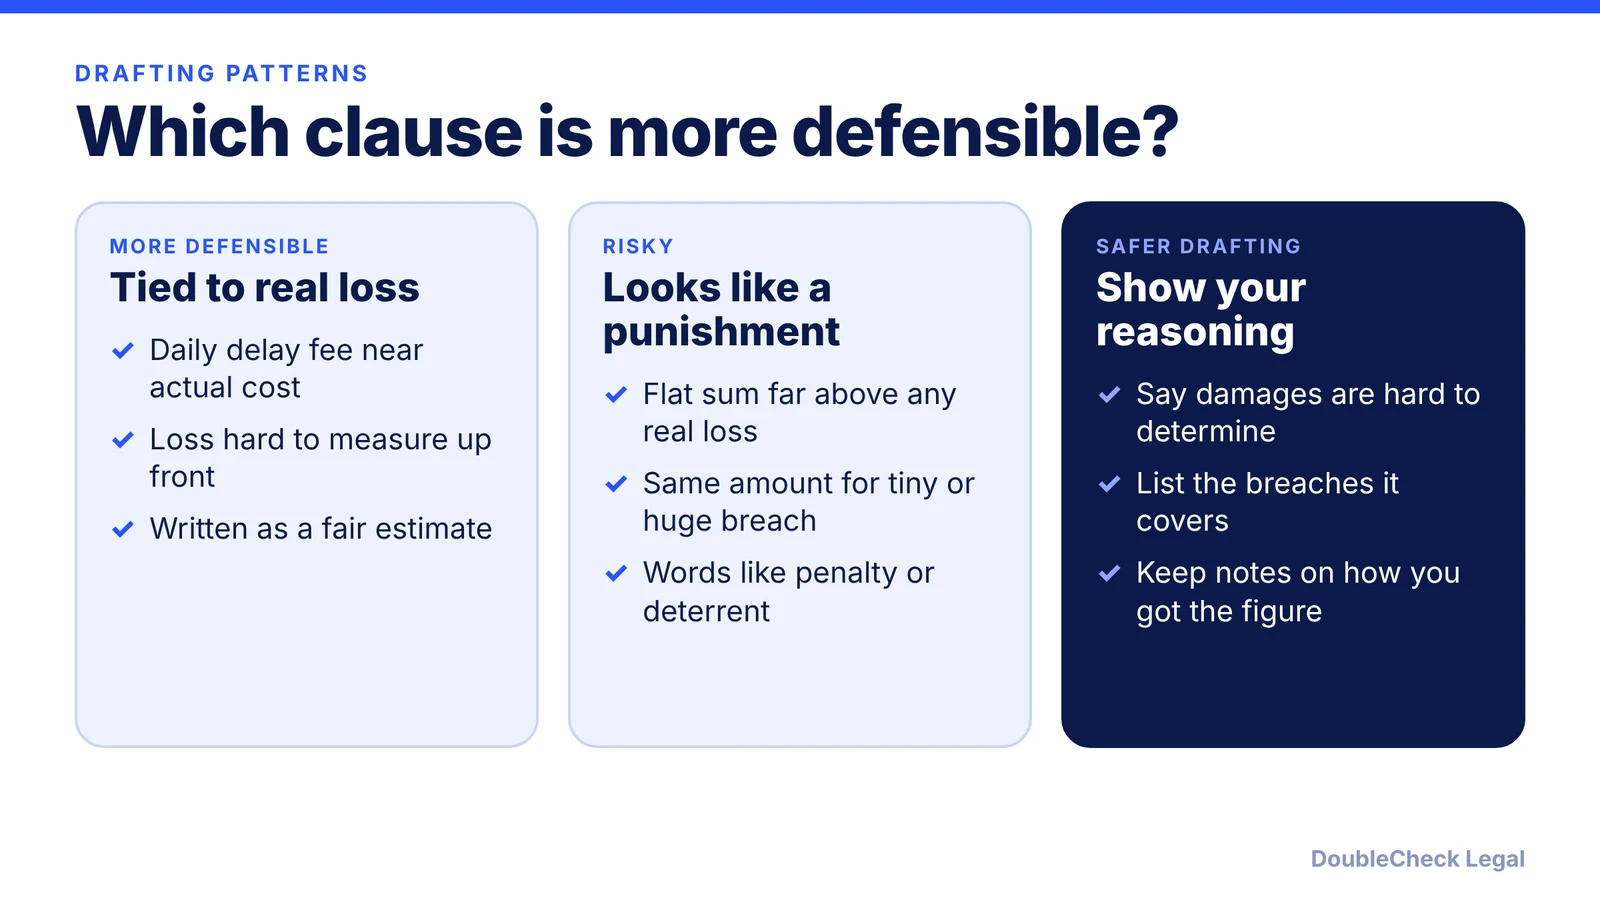 DRAFTING PATTERNS
Which clause is more defensible?
MORE DEFENSIBLE
Tied to real loss
Daily delay fee near
actual cost
Loss hard to measure up
front
Written as a fair estimate
RISKY
Looks like a
punishment
Flat sum far above any
real loss
Same amount for tiny or
huge breach
Words like penalty or
deterrent
SAFER DRAFTING
Show your
reasoning
Say damages are hard to
determine
List the breaches it
covers
Keep notes on how you
got the figure
DoubleCheck Legal